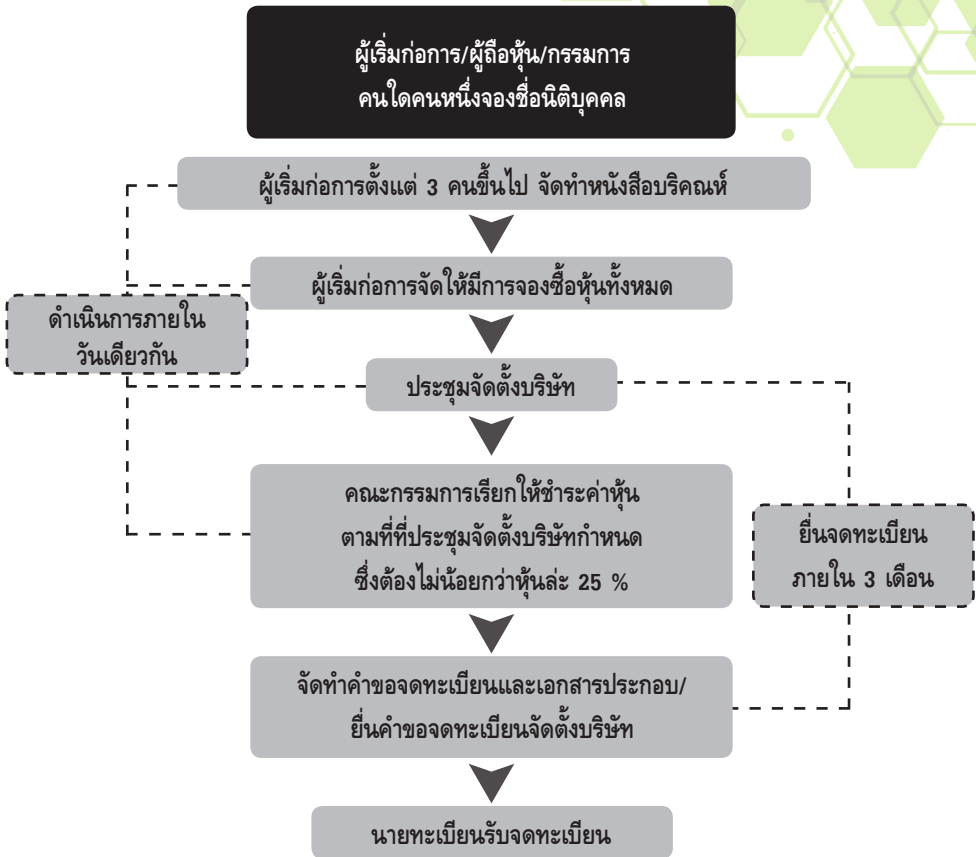 ผู้เริ่มก่อการ/ผู้ถือหุ้น/กรรมการ
คนใดคนหนึ่งจองชื่อนิติบุคคล
ผู้เริ่มก่อการตั้งแต่ 3 คนขึ้นไป จัดทำหนังสือบริคณห์
ผู้เริ่มก่อการจัดให้มีการจองซื้อหุ้นทั้งหมด
ดำเนินการภายใน
วันเดียวกัน
ประชุมจัดตั้งบริษัท
คณะกรรมการเรียกให้ชำระค่าหุ้น
ตามที่ที่ประชุมจัดตั้งบริษัทกำหนด
ซึ่งต้องไม่น้อยกว่าหุ้นล่ะ 25 %
ยื่นจดทะเบียน
ภายใน 3 เดือน
จัดทำคำขอจดทะเบียนและเอกสารประกอบ/
ยื่นคำขอจดทะเบียนจัดตั้งบริษัท
นายทะเบียนรับจดทะเบียน